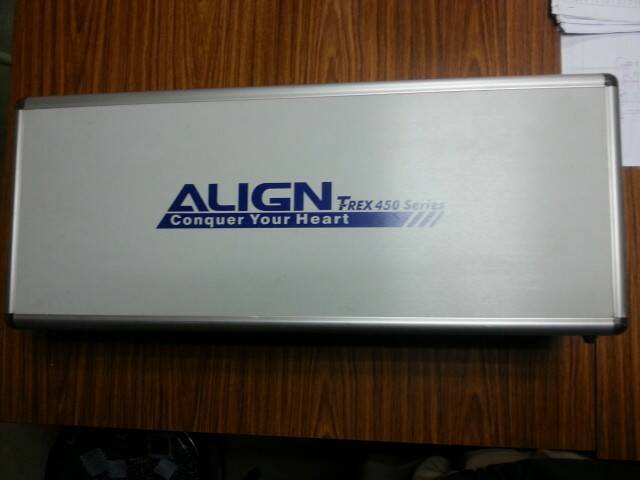 ALIGN T-REX 450 Series
Conquer Your Heart